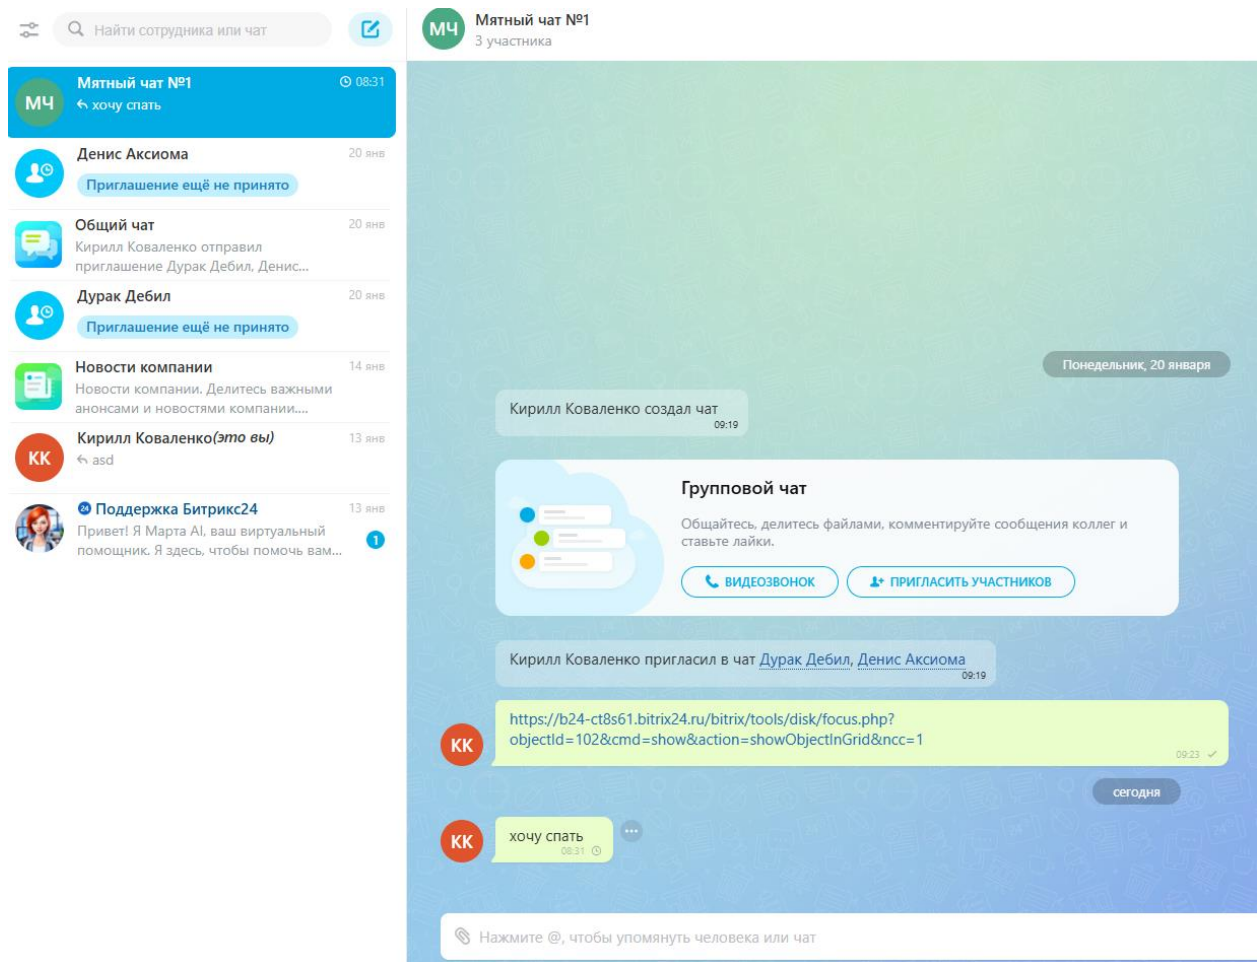 Найти сотрудника или чат
МЧ
Мятный чат №1
08:31
хочу спать
Денис Аксиома
20 янв
Приглашение ещё не принято
Общий чат
20 янв
Кирилл Коваленко отправил
приглашение Дурак Дебил, Денис...
Дурак Дебил
20 янв
Приглашение ещё не принято
Новости компании
14 янв
Новости компании. Делитесь важными
анонсами и новостями компании....
КК
Кирилл Коваленко(это вы)
13 янв
asd
24 Поддержка Битрикс24
13 янв
Привет! Я Марта AI, ваш виртуальный
помощник. Я здесь, чтобы помочь вам...
1
МЧ
Мятный чат №1
3 участника
Понедельник, 20 января
Кирилл Коваленко создал чат
09:19
Групповой чат
Общайтесь, делитесь файлами, комментируйте сообщения коллег и
ставьте лайки.
ВИДЕОЗВОНОК
ПРИГЛАСИТЬ УЧАСТНИКОВ
Кирилл Коваленко пригласил в чат Дурак Дебил, Денис Аксиома
09:19
КК
https://b24-ct8s61.bitrix24.ru/bitrix/tools/disk/focus.php?
objectId=102&cmd=show&action=showObjectInGrid&ncc=1
09:23
сегодня
КК
хочу спать
08:31
Нажмите @, чтобы упомянуть человека или чат